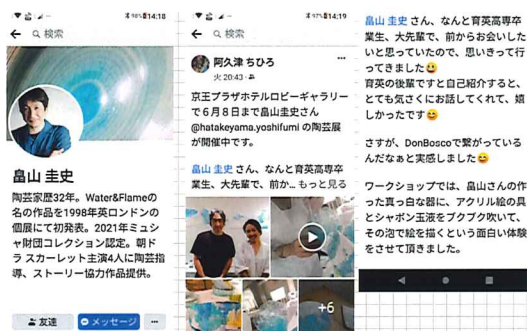 97%14:18
検索
畠山 圭史
陶芸家歴32年。Water&Flameの
名の作品を1998年英ロンドンの
個展にて初発表。2021年ミュシ
ャ財団コレクション認定。朝ド
ラ スカーレット主演4人に陶芸指
導、ストーリー協力作品提供。
友達
メッセージ
97%14:19
検索
阿久津 ちひろ
火 20:43
京王プラザホテルロビーギャラリー
で６月８日まで畠山圭史さん
@hatakeyama.yoshifumi の陶芸展
が開催中です。
畠山 圭史 さん、なんと育英高専卒
業生、大先輩で、前か... もっと見る
+6
畠山 圭史 さん、なんと育英高専卒
業生、大先輩で、前からお会いした
いと思っていたので、思いきって行
ってきました😃
育英の後輩ですと自己紹介すると、
とても気さくにお話してくれて、嬉
しかったです😊
さすが、DonBoscoで繋がっている
んだなぁと実感しました😄
ワークショップでは、畠山さんの作
った真っ白な器に、アクリル絵の具
とシャボン玉液をブクブク吹いて、
その泡で絵を描くという面白い体験
をさせて頂きました。